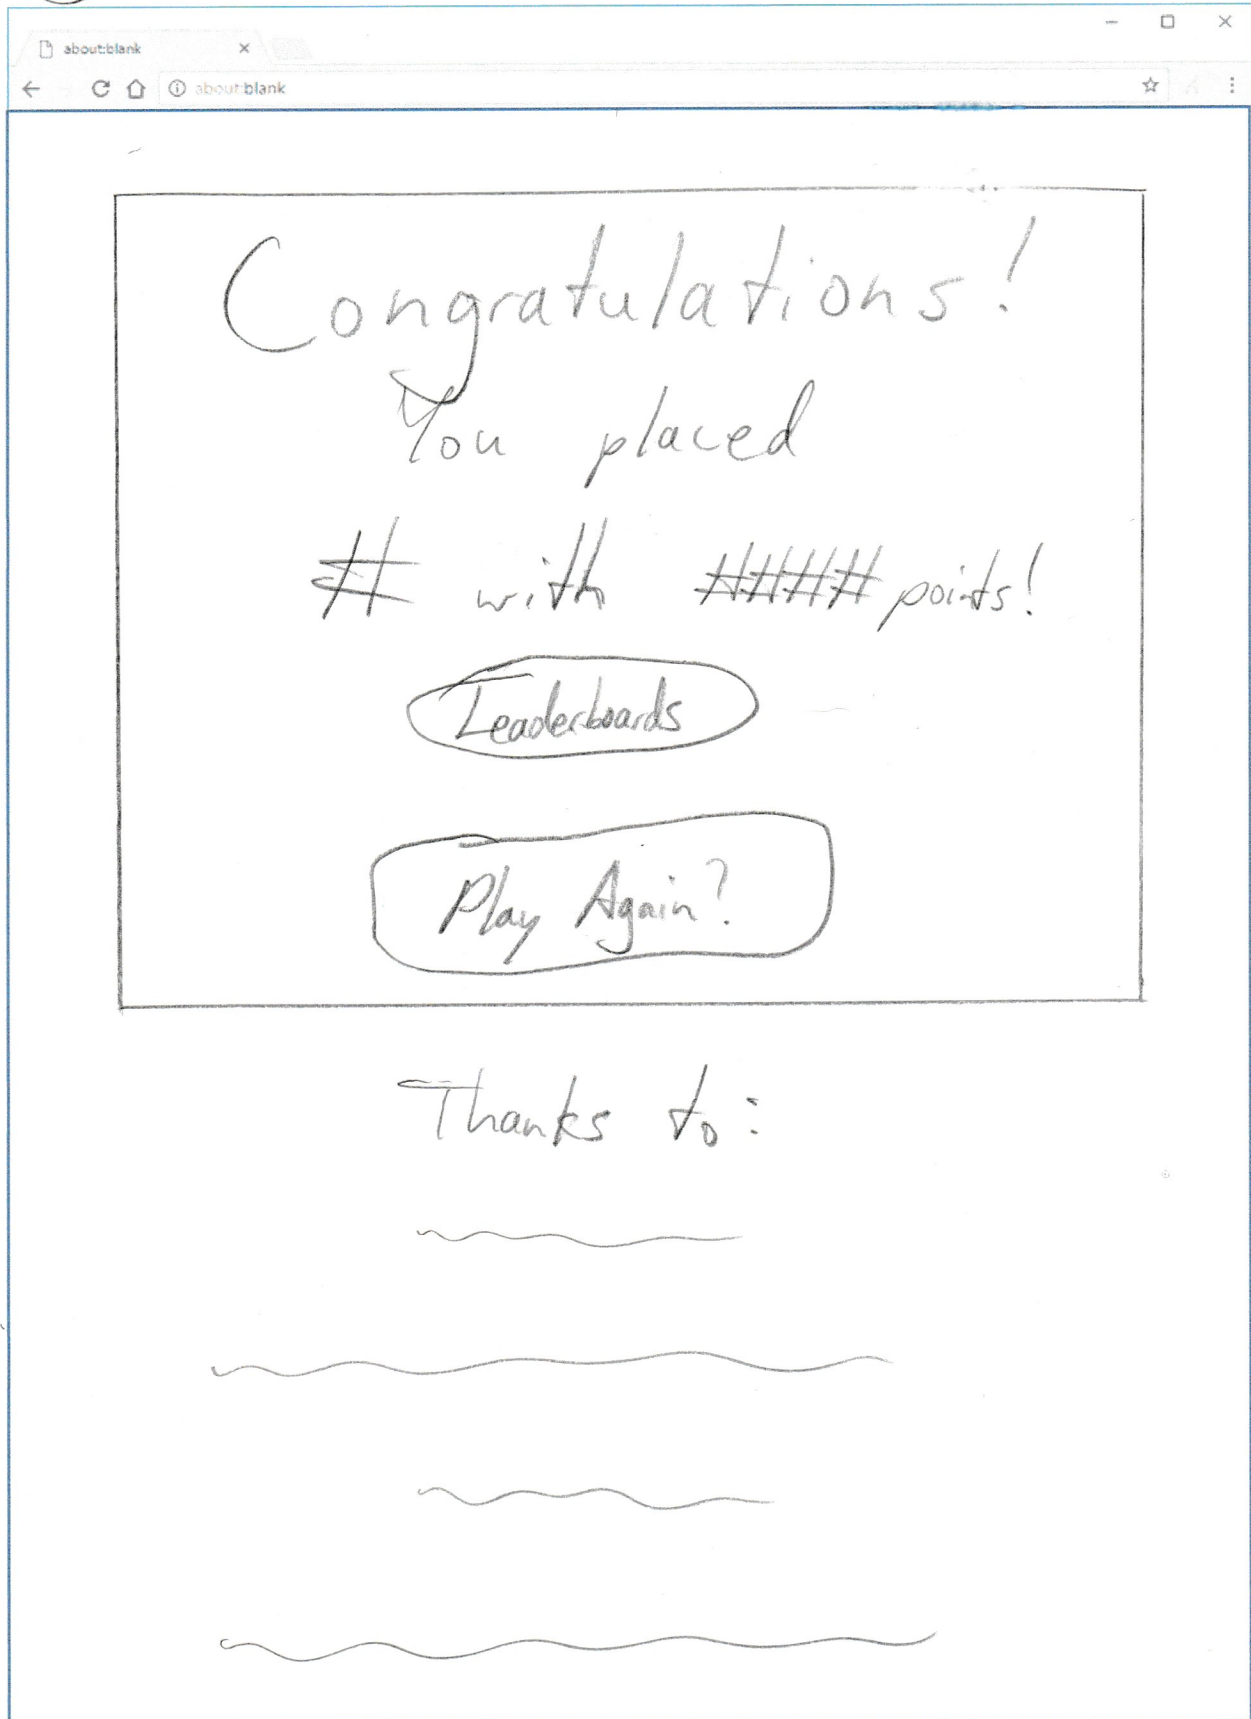 about:blank
about:blank
Congratulations!
You placed
# with #### points!
Leaderboards
Play Again?
Thanks to: